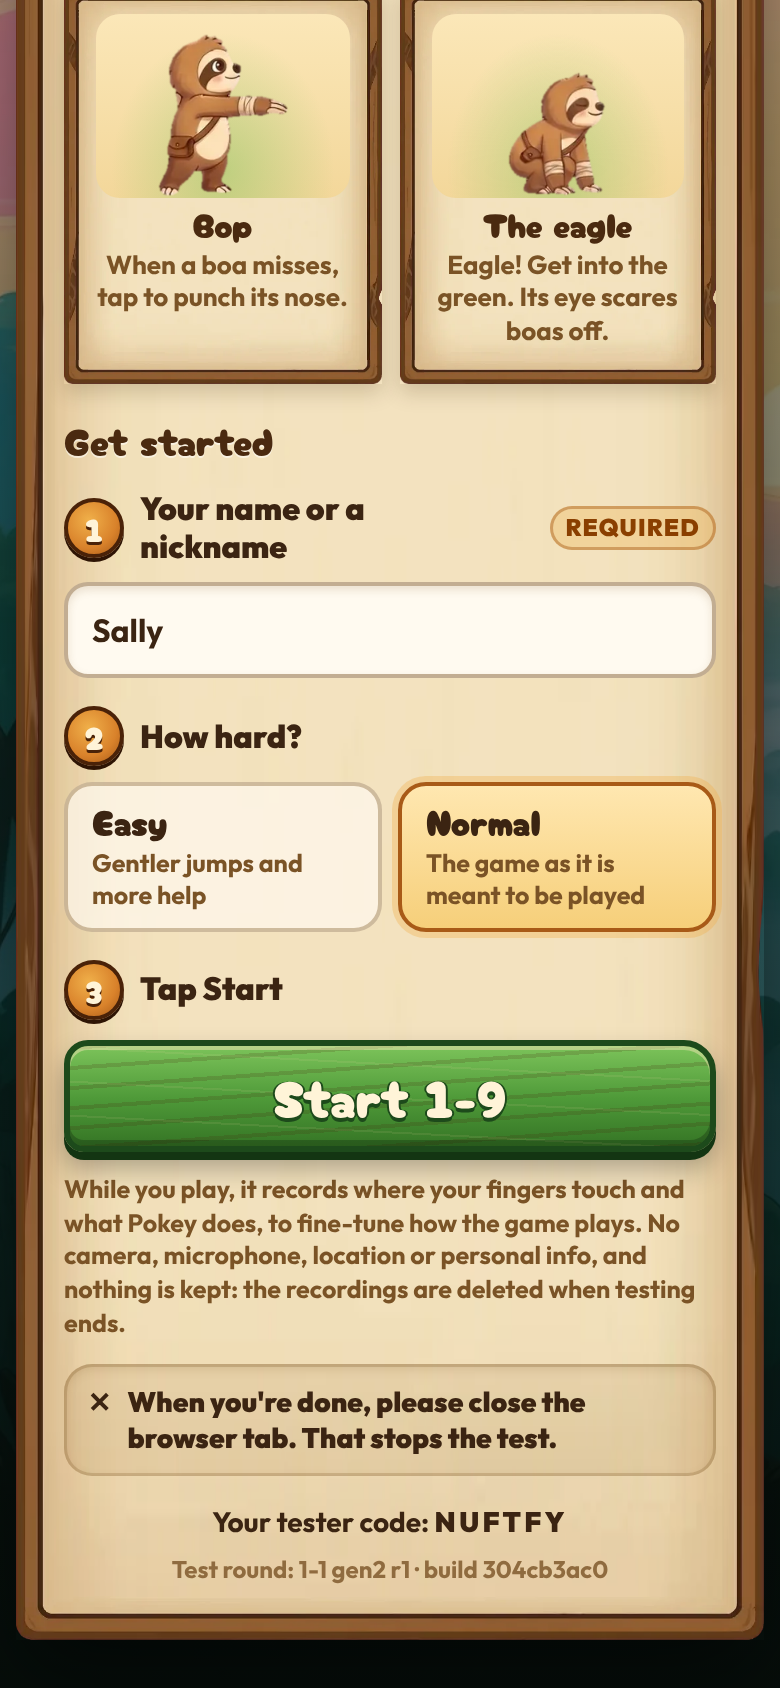 Bop
When a boa misses,
tap to punch its nose.
The eagle
Eagle! Get into the
green. Its eye scares
boas off.
Get started
1
Your name or a
nickname
REQUIRED
Sally
2
How hard?
Easy
Gentler jumps and
more help
Normal
The game as it is
meant to be played
3
Tap Start
Start 1-9
While you play, it records where your fingers touch and
what Pokey does, to fine-tune how the game plays. No
camera, microphone, location or personal info, and
nothing is kept: the recordings are deleted when testing
ends.
× When you're done, please close the
browser tab. That stops the test.
Your tester code: NUFTFY
Test round: 1-1 gen2 r1 · build 304cb3ac0